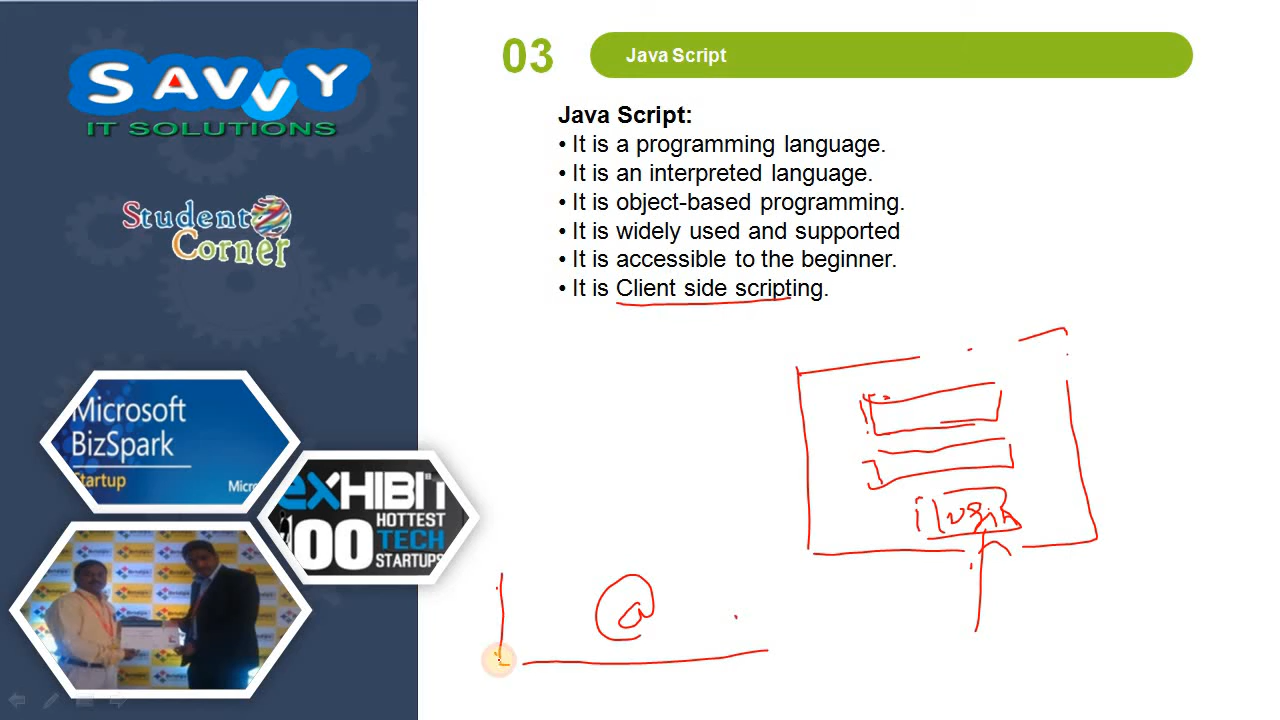 SAVVY
IT SOLUTIONS
Student
Corner
Microsoft
BizSpark
Startup
Micro
EXHIBIT
100
HOTTEST
TECH
STARTUPS
03
Java Script
Java Script:
• It is a programming language.
• It is an interpreted language.
• It is object-based programming.
• It is widely used and supported
• It is accessible to the beginner.
• It is Client side scripting.
login
@